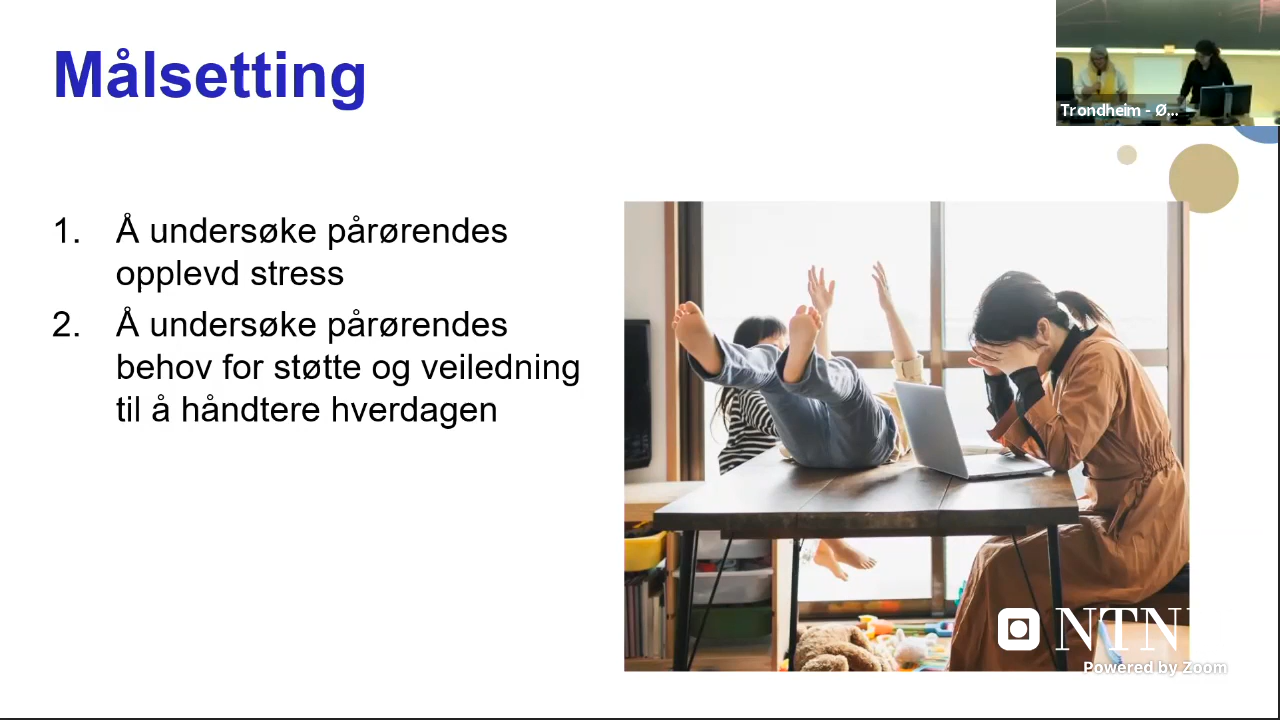 Målsetting
Trondheim - Ø...
1. Å undersøke pårørendes
opplevd stress
2. Å undersøke pårørendes
behov for støtte og veiledning
til å håndtere hverdagen
NTN
Powered by Zoom